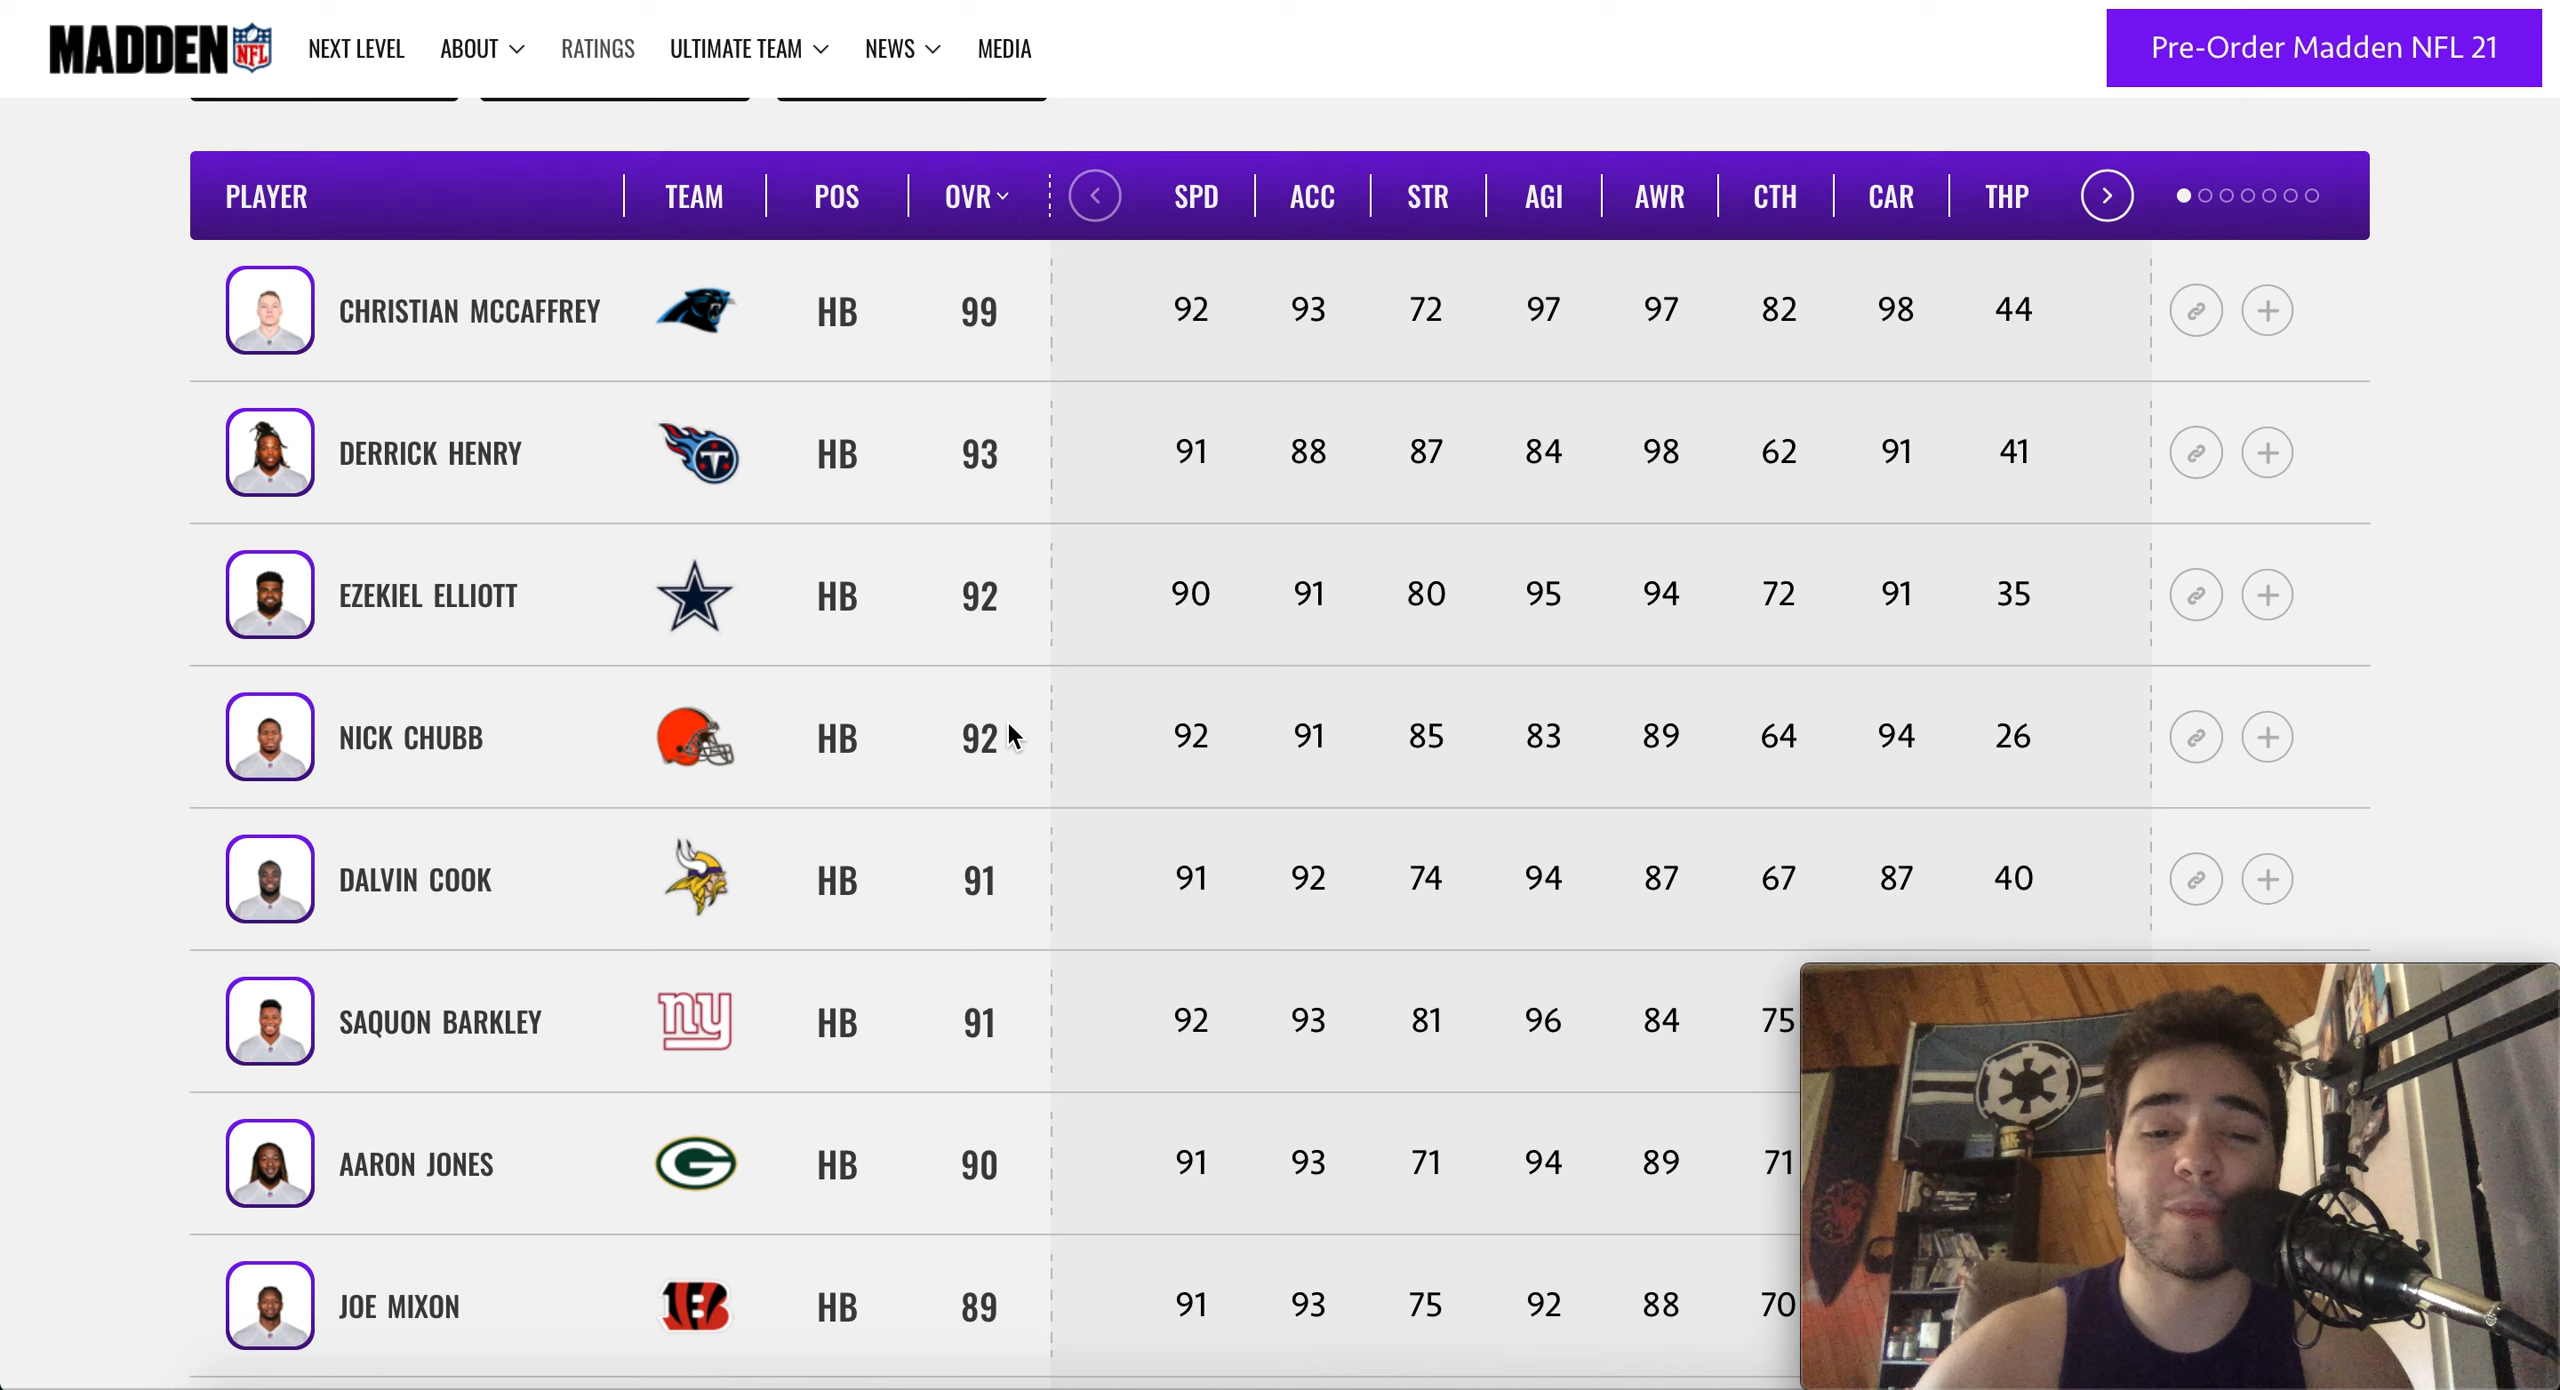 MADDEN NFL NEXT LEVEL ABOUT RATINGS ULTIMATE TEAM NEWS MEDIA Pre-Order Madden NFL 21
PLAYER TEAM POS OVR SPD ACC STR AGI AWR CTH CAR THP
CHRISTIAN MCCAFFREY HB 99 92 93 72 97 97 82 98 44
DERRICK HENRY T HB 93 91 88 87 84 98 62 91 41
EZEKIEL ELLIOTT HB 92 90 91 80 95 94 72 91 35
NICK CHUBB HB 92 92 91 85 83 89 64 94 26
DALVIN COOK HB 91 91 92 74 94 87 67 87 40
SAQUON BARKLEY ny HB 91 92 93 81 96 84 75
AARON JONES G HB 90 91 93 71 94 89 71
JOE MIXON B HB 89 91 93 75 92 88 70